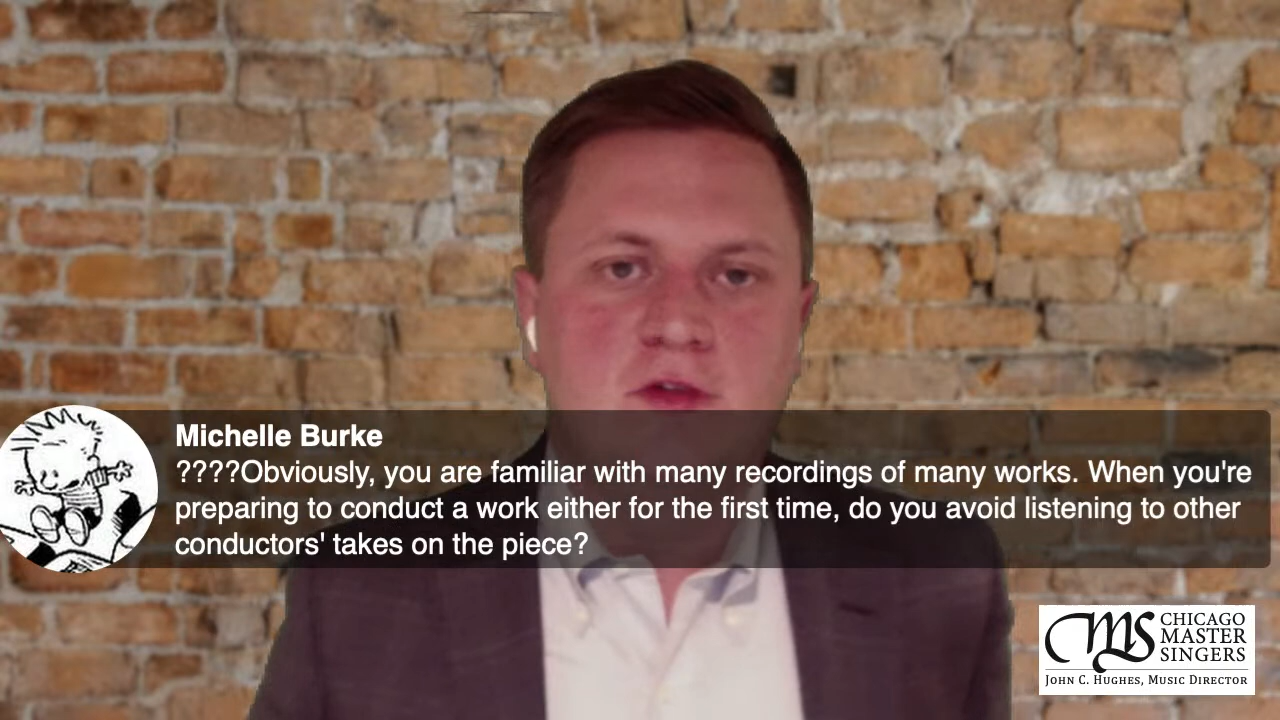 Michelle Burke
????Obviously, you are familiar with many recordings of many works. When you're
preparing to conduct a work either for the first time, do you avoid listening to other
conductors' takes on the piece?
CMS CHICAGO
MASTER
SINGERS
JOHN C. HUGHES, MUSIC DIRECTOR